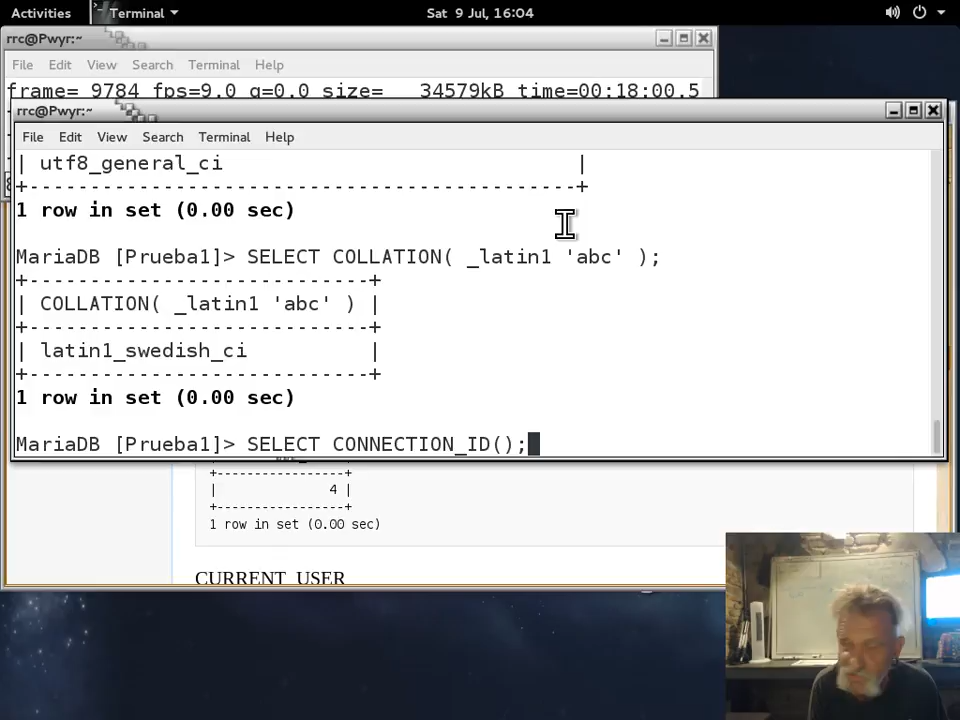 Activities Terminal Sat 9 Jul, 16:04
rrc@Pwyr:~
File Edit View Search Terminal Help
frame= 9784 fps=9.0 q=0.0 size= 34579kB time=00:18:00.5
rrc@Pwyr:~
File Edit View Search Terminal Help
| utf8_general_ci |
+----------------------------------------------+
1 row in set (0.00 sec)
MariaDB [Prueba1]> SELECT COLLATION( _latin1 'abc' );
+----------------------------+
| COLLATION( _latin1 'abc' ) |
+----------------------------+
| latin1_swedish_ci |
+----------------------------+
1 row in set (0.00 sec)
MariaDB [Prueba1]> SELECT CONNECTION_ID();
+-----------------+
| 4 |
+-----------------+
1 row in set (0.00 sec)
CURRENT_USER